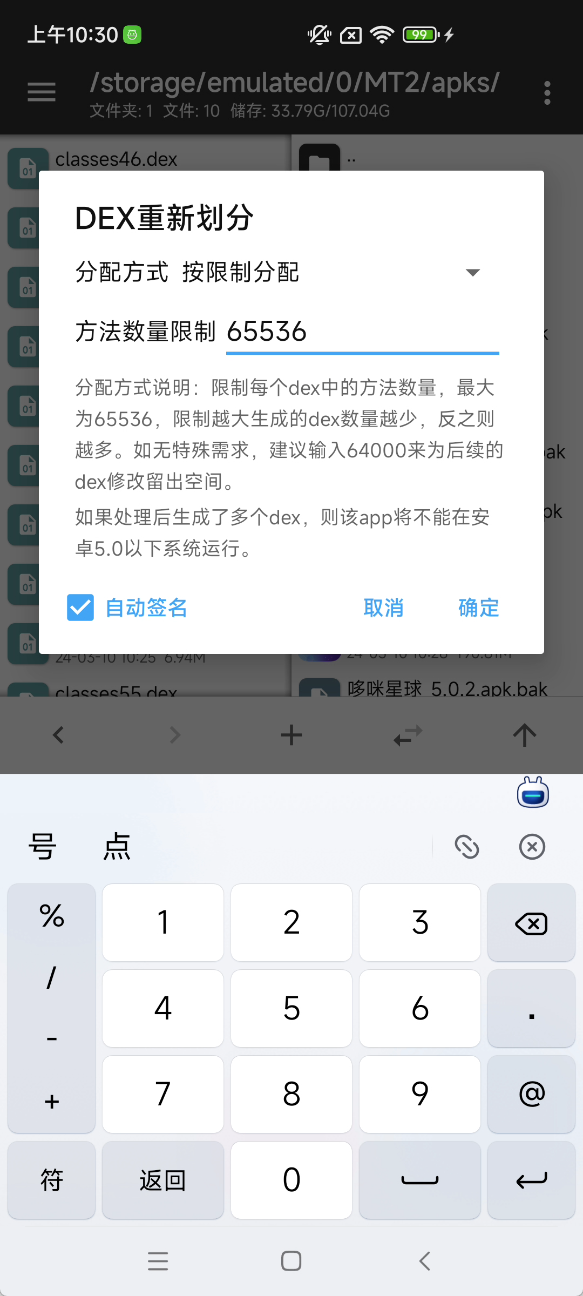 上午10:30
99
/storage/emulated/0/MT2/apks/
文件夹: 1 文件: 10 储存: 33.79G/107.04G
classes46.dex
..
DEX重新划分
分配方式 按限制分配
方法数量限制 65536
分配方式说明：限制每个dex中的方法数量，最大
为65536，限制越大生成的dex数量越少，反之则
越多。如无特殊需求，建议输入64000来为后续的
dex修改留出空间。
如果处理后生成了多个dex，则该app将不能在安
卓5.0以下系统运行。
自动签名 取消 确定
24-03-10 10:25 6.94M
classes55.dex
哆咪星球_5.0.2.apk.bak
号 点
% 1 2 3
/ 4 5 6 .
- 7 8 9 @
+
符 返回 0